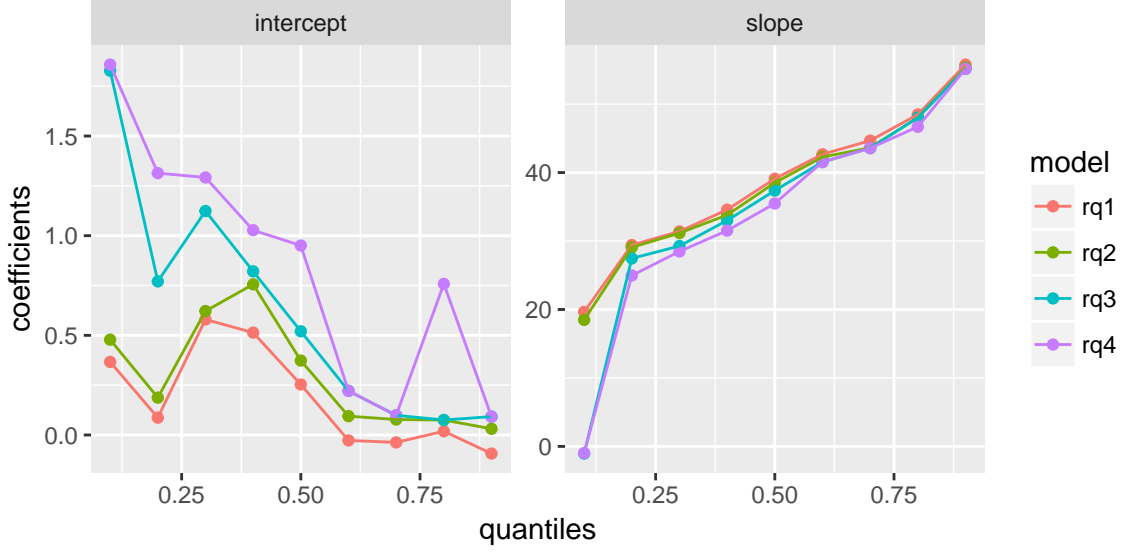 intercept
slope
coefficients
1.5
1.0
0.5
0.0
40
20
0
0.25
0.50
0.75
0.25
0.50
0.75
quantiles
model
rq1
rq2
rq3
rq4